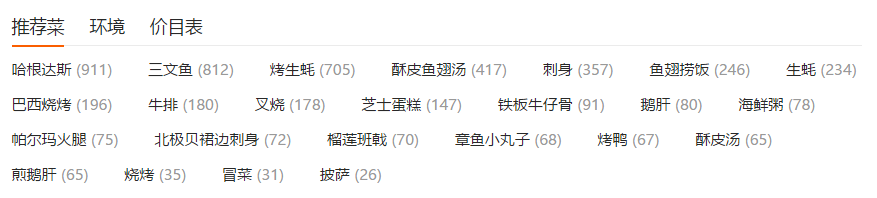 推荐菜 环境 价目表
哈根达斯 (911) 三文鱼 (812) 烤生蚝 (705) 酥皮鱼翅汤 (417) 刺身 (357) 鱼翅捞饭 (246) 生蚝 (234)
巴西烧烤 (196) 牛排 (180) 叉烧 (178) 芝士蛋糕 (147) 铁板牛仔骨 (91) 鹅肝 (80) 海鲜粥 (78)
帕尔玛火腿 (75) 北极贝裙边刺身 (72) 榴莲班戟 (70) 章鱼小丸子 (68) 烤鸭 (67) 酥皮汤 (65)
煎鹅肝 (65) 烧烤 (35) 冒菜 (31) 披萨 (26)